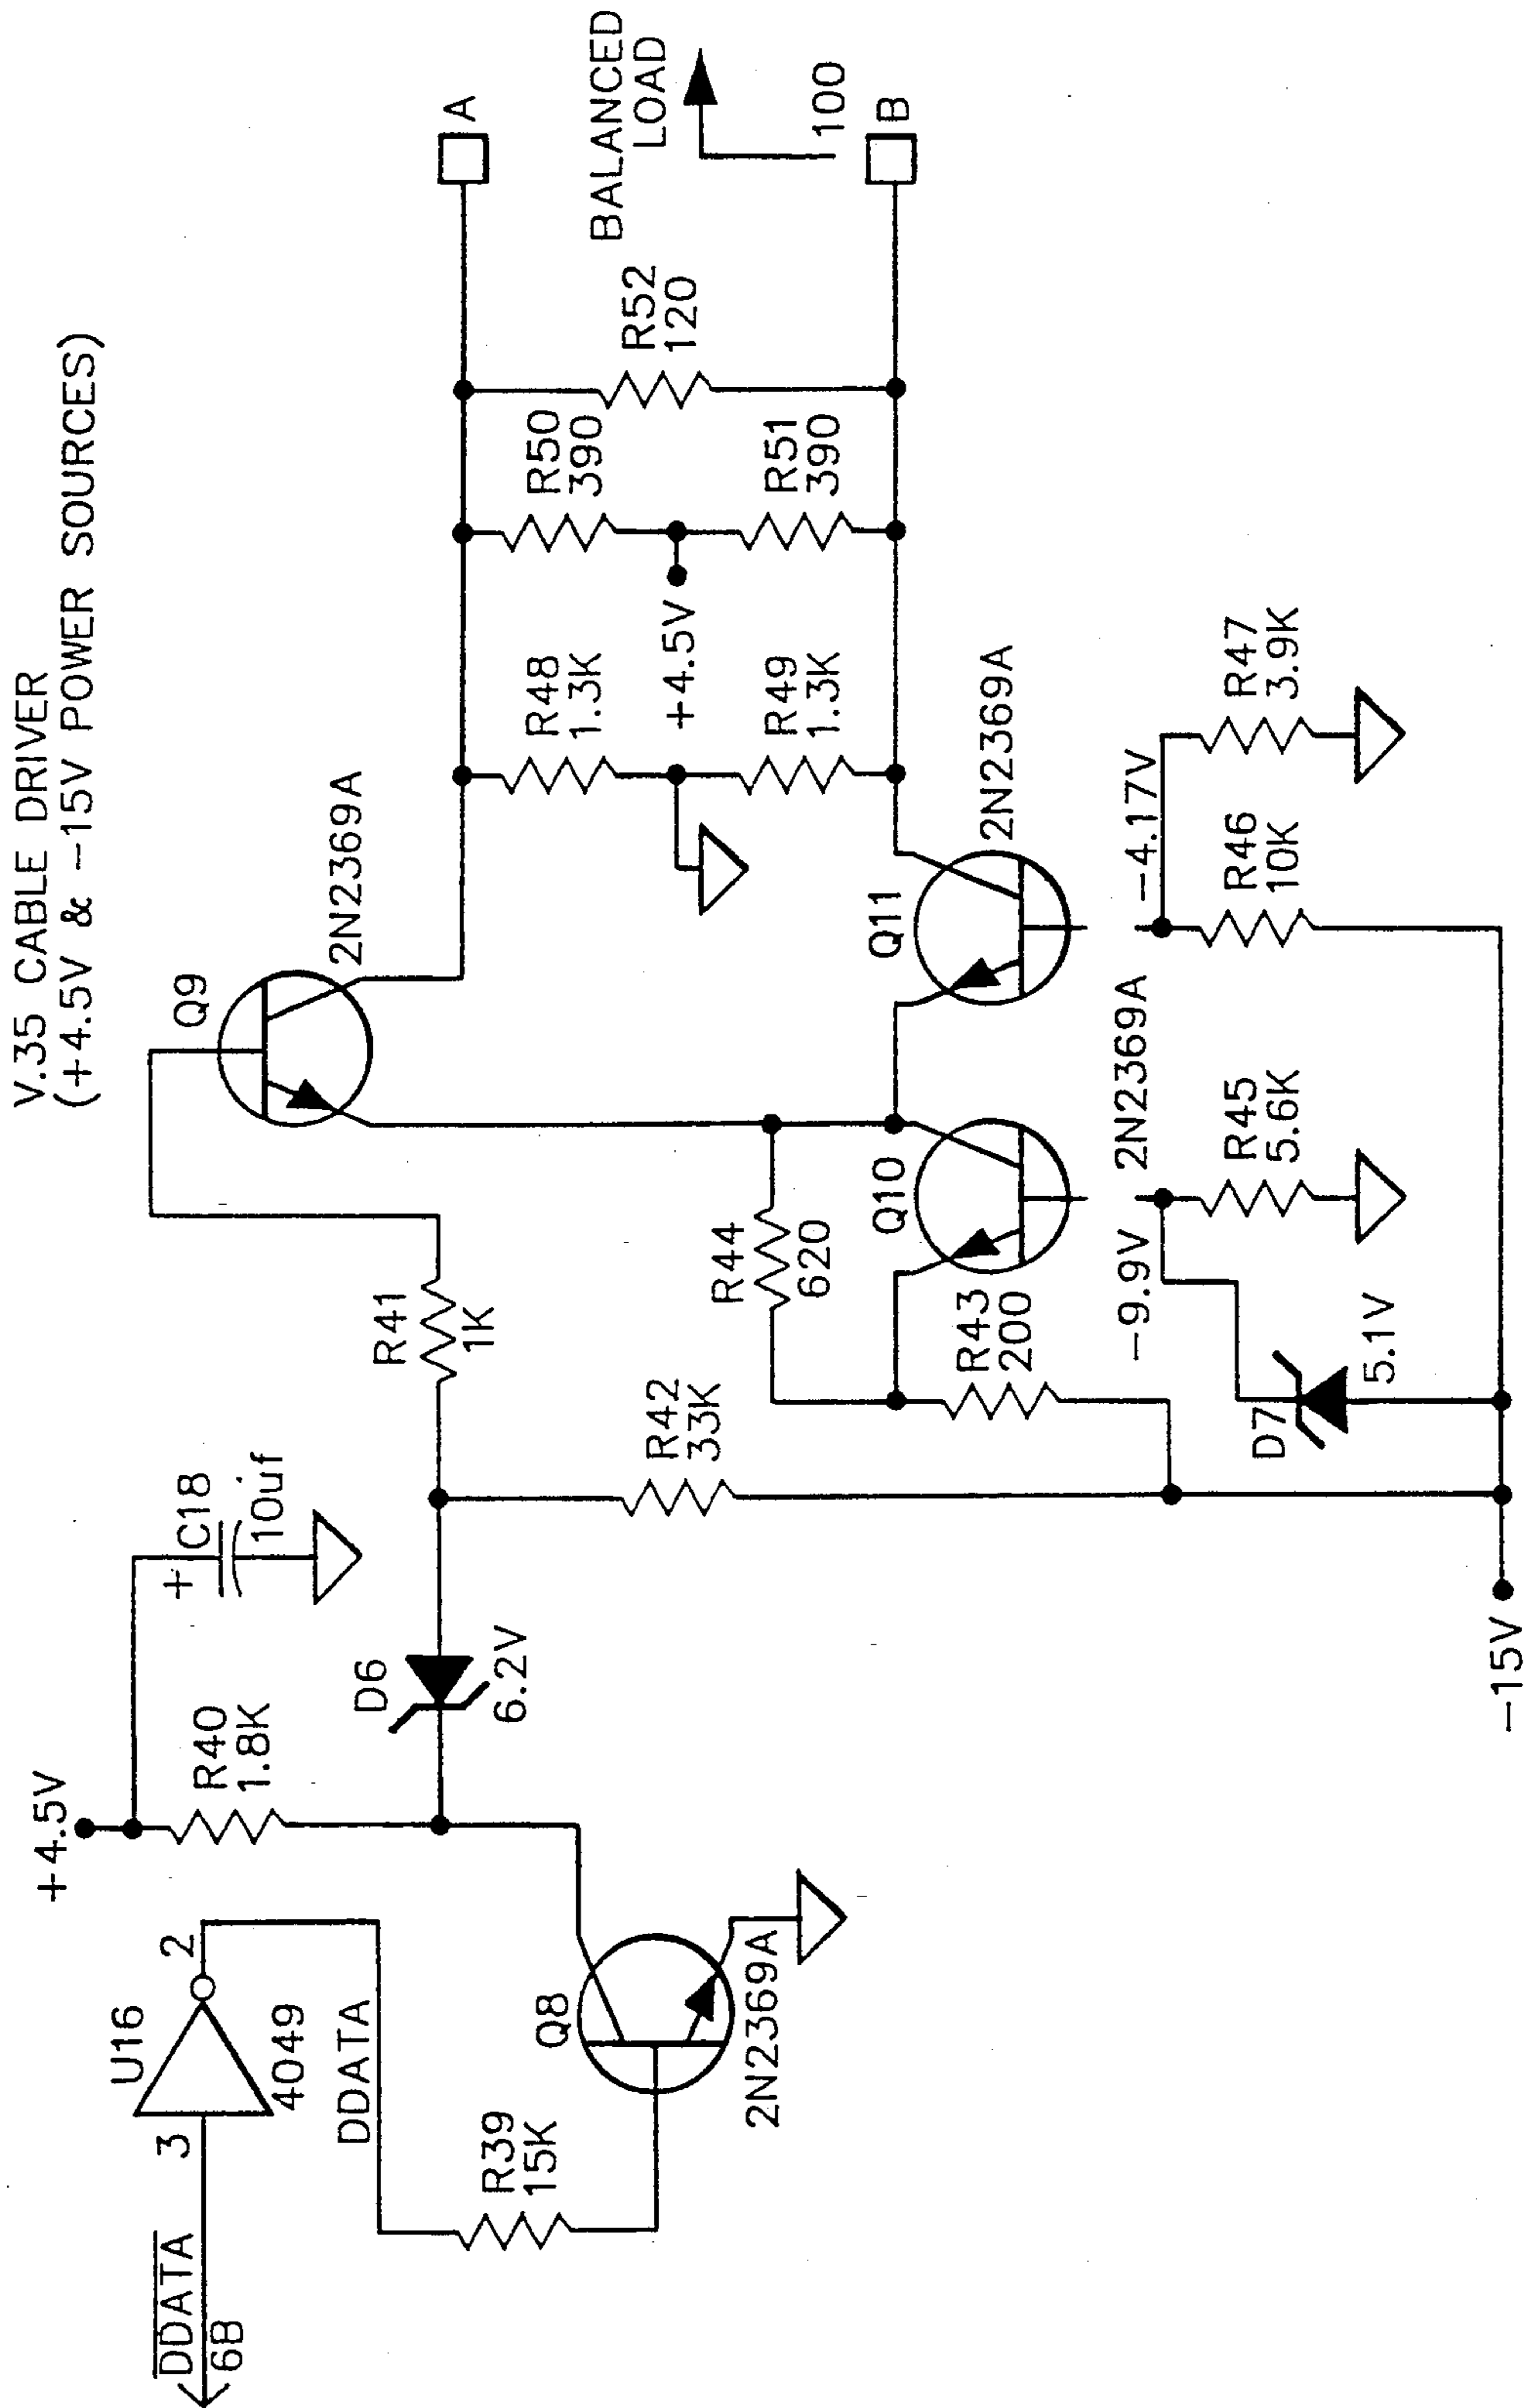 V.35 CABLE DRIVER
(+4.5V & -15V POWER SOURCES)
DDATA
6B
3
U16
4049
2
DDATA
R39
15K
Q8
2N2369A
+4.5V
R40
1.8K
+
C18
10uf
D6
6.2V
R41
1K
R42
33K
R44
620
R43
200
Q9
2N2369A
Q10
2N2369A
Q11
2N2369A
-9.9V
D7
5.1V
R45
5.6K
-4.17V
R46
10K
R47
3.9K
R48
1.3K
R49
1.3K
+4.5V
R50
390
R51
390
R52
120
A
BALANCED
LOAD
100
B
-15V